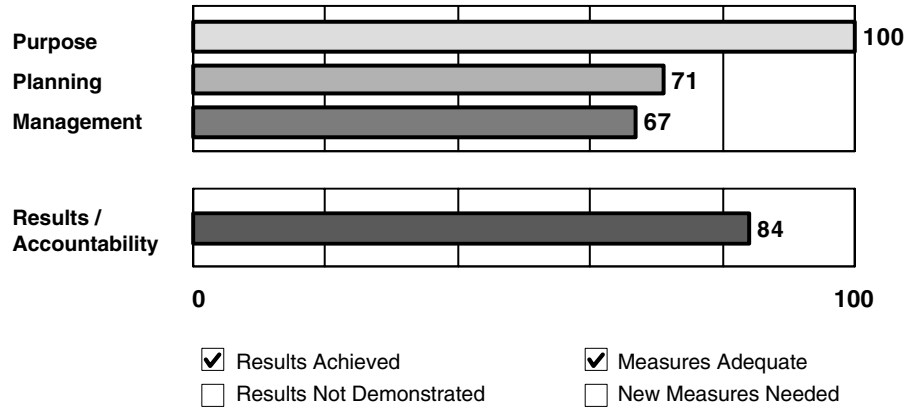 Purpose 100
Planning 71
Management 67
Results /
Accountability 84
0 100
Results Achieved Measures Adequate
Results Not Demonstrated New Measures Needed